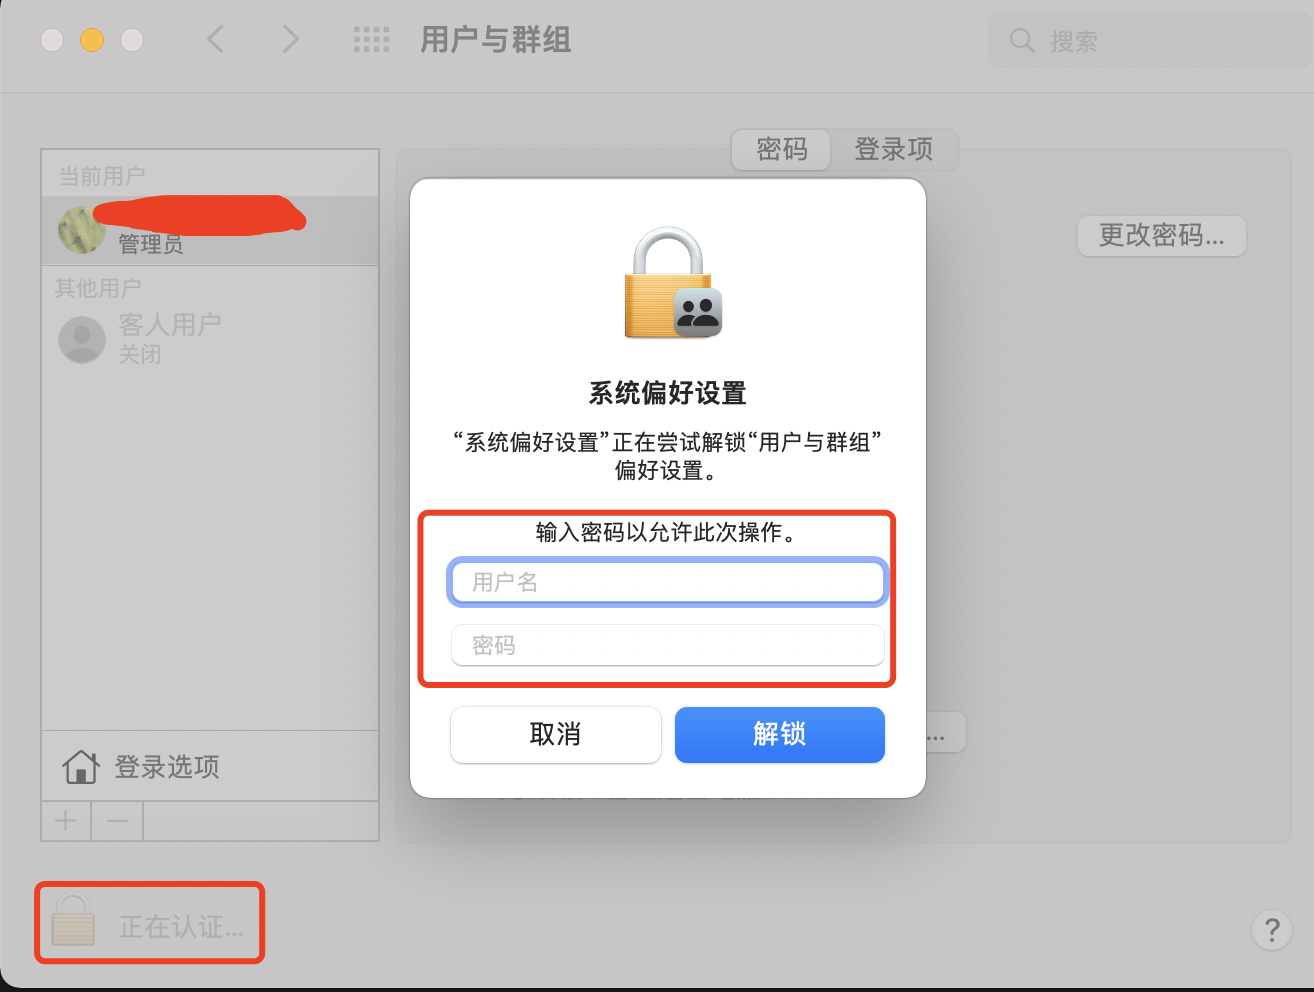 用户与群组
搜索
密码
登录项
当前用户
管理员
更改密码...
其他用户
客人用户
关闭
系统偏好设置
“系统偏好设置”正在尝试解锁“用户与群组”
偏好设置。
输入密码以允许此次操作。
用户名
密码
取消
解锁
...
登录选项
正在认证...
?